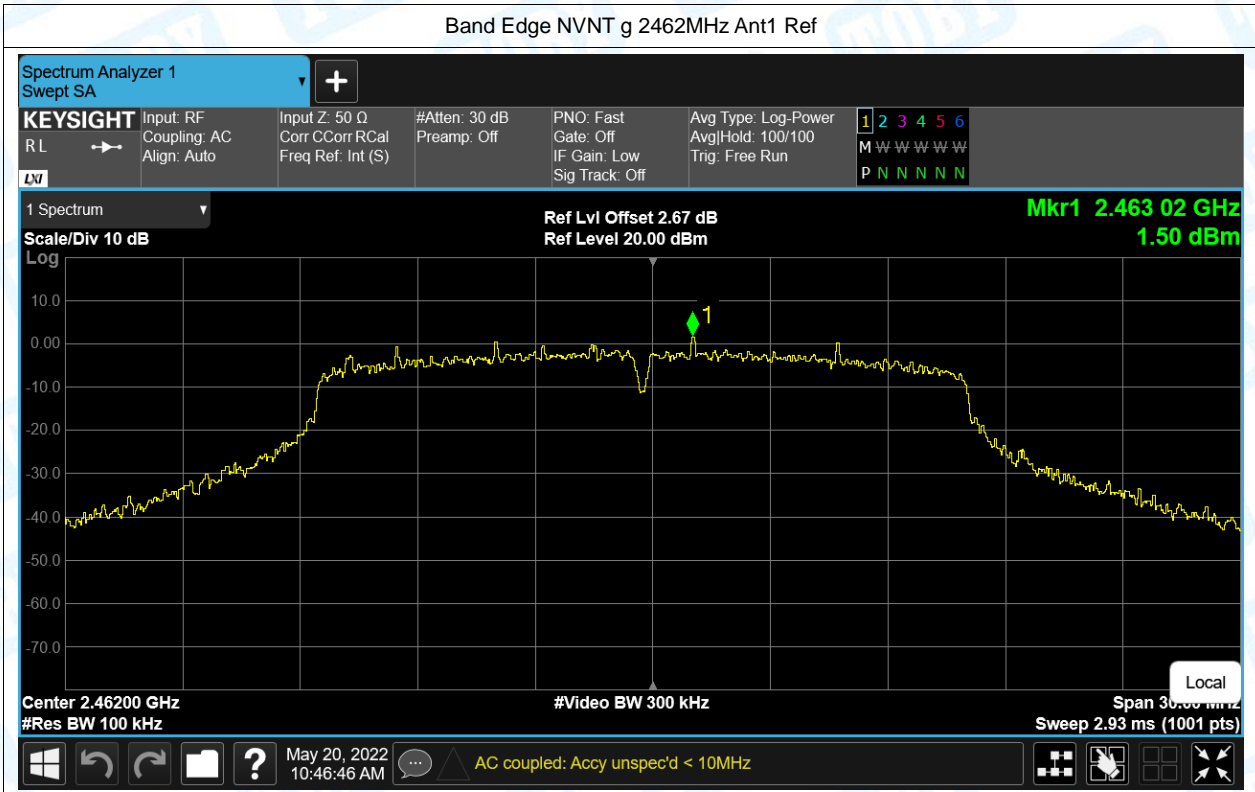 Band Edge NVNT g 2462MHz Ant1 Ref
Spectrum Analyzer 1
Swept SA
KEYSIGHT
R L
LXI
Input: RF
Coupling: AC
Align: Auto
Input Z: 50 Ω
Corr CCorr RCal
Freq Ref: Int (S)
#Atten: 30 dB
Preamp: Off
PNO: Fast
Gate: Off
IF Gain: Low
Sig Track: Off
Avg Type: Log-Power
Avg|Hold: 100/100
Trig: Free Run
1 2 3 4 5 6
M W W W W W
P N N N N N
1 Spectrum
Scale/Div 10 dB
Log
Ref Lvl Offset 2.67 dB
Ref Level 20.00 dBm
Mkr1 2.463 02 GHz
1.50 dBm
1
10.0
0.00
-10.0
-20.0
-30.0
-40.0
-50.0
-60.0
-70.0
Local
Center 2.46200 GHz
#Video BW 300 kHz
Span 30.00 MHz
#Res BW 100 kHz
Sweep 2.93 ms (1001 pts)
?
May 20, 2022
10:46:46 AM
AC coupled: Accy unspec'd < 10MHz